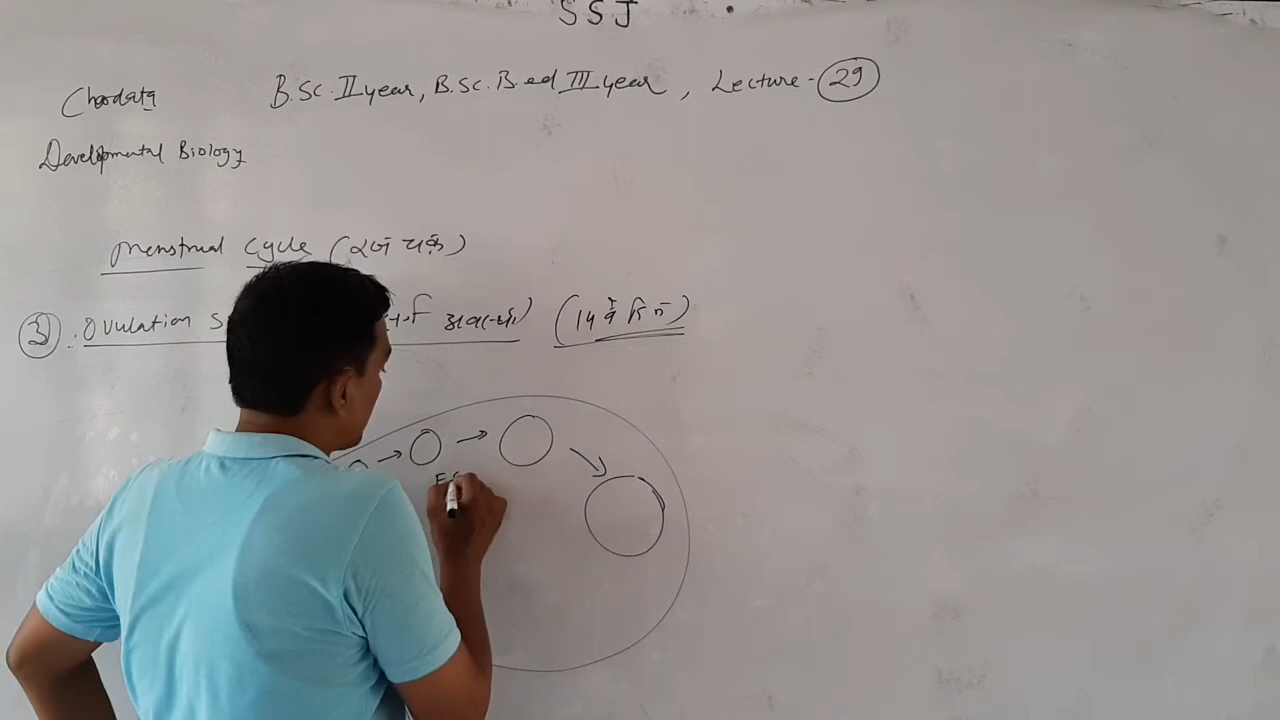 SSJ
Chordata B.Sc. II year, B.Sc. B.ed III year, Lecture - 29
Developmental Biology
Menstrual Cycle (रज चक्र)
3. Ovulation S (14 वें दिन)